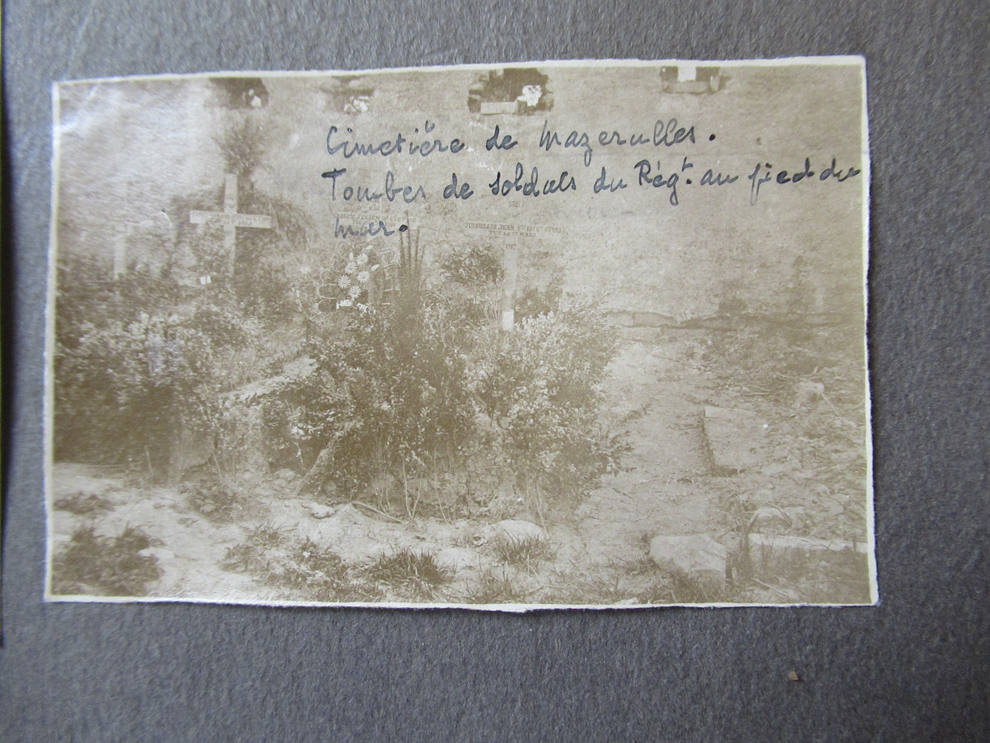 Cimetière de Mazerulles.
Tombes de soldats du Régt. au pied du
mur.